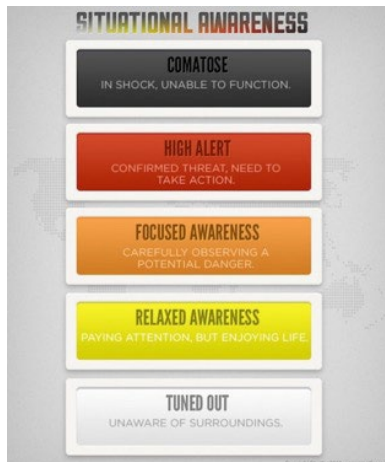 SITUATIONAL AWARENESS
COMATOSE
IN SHOCK, UNABLE TO FUNCTION.
HIGH ALERT
CONFIRMED THREAT, NEED TO
TAKE ACTION.
FOCUSED AWARENESS
CAREFULLY OBSERVING A
POTENTIAL DANGER.
RELAXED AWARENESS
PAYING ATTENTION, BUT ENJOYING LIFE.
TUNED OUT
UNAWARE OF SURROUNDINGS.